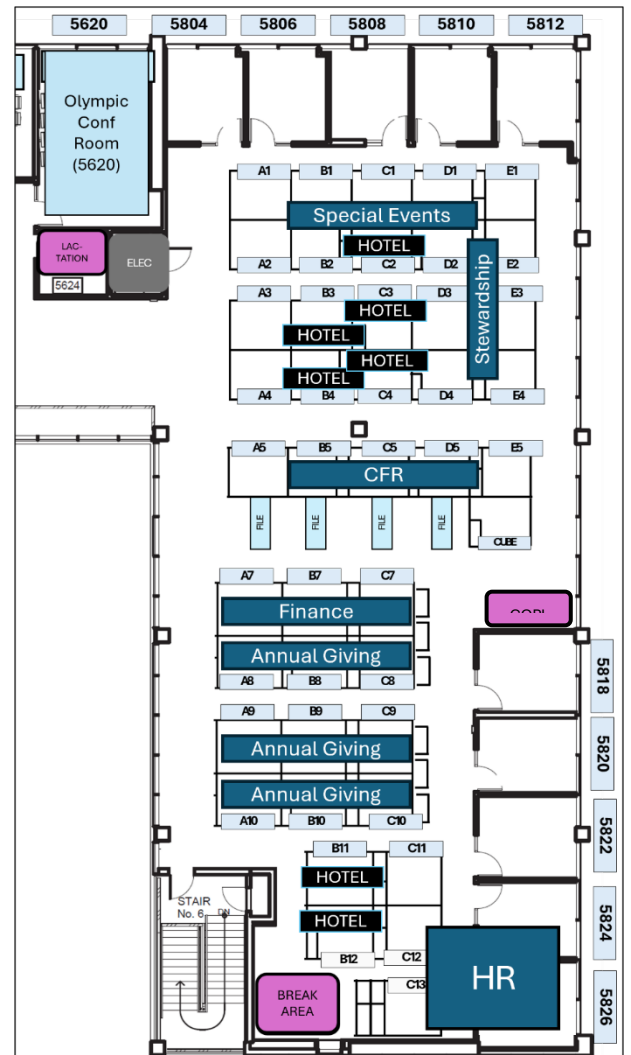 5620 5804 5806 5808 5810 5812
Olympic
Conf
Room
(5620)
LAC-
TATION
ELEC
5624
A1 B1 C1 D1 E1
Special Events
HOTEL
A2 B2 C2 D2 E2
Stewardship
A3 B3 C3 D3 E3
HOTEL
HOTEL
HOTEL
HOTEL
A4 B4 C4 D4 E4
A5 B5 C5 D5 E5
CFR
FILE FILE FILE FILE
CUBE
A7 B7 C7
Finance
Annual Giving
A8 B8 C8
A9 B9 C9
Annual Giving
Annual Giving
A10 B10 C10
5818
5820
5822
5824
5826
B11 C11
HOTEL
HOTEL
B12 C12
C13
HR
STAIR
No. 6
DN
BREAK
AREA